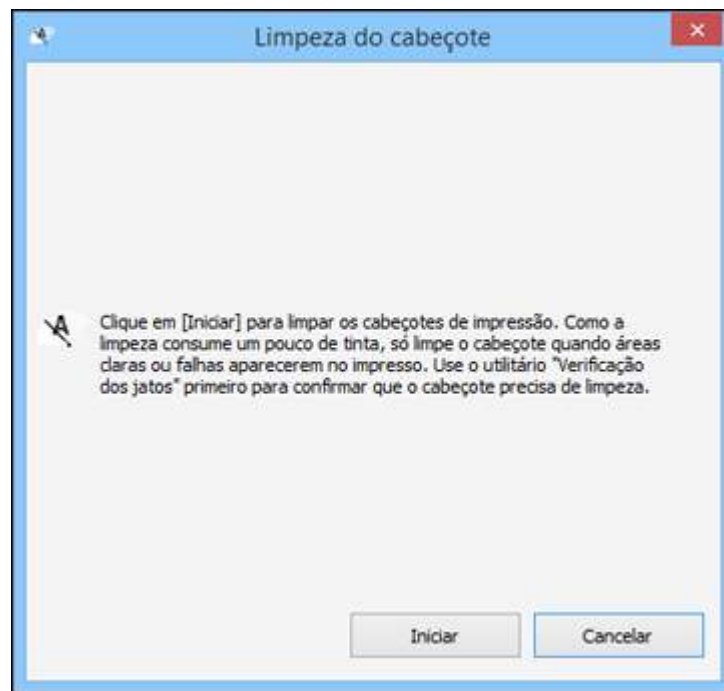 Limpeza do cabeçote
Clique em [Iniciar] para limpar os cabeçotes de impressão. Como a
limpeza consume um pouco de tinta, só limpe o cabeçote quando áreas
claras ou falhas aparecerem no impresso. Use o utilitário "Verificação
dos jatos" primeiro para confirmar que o cabeçote precisa de limpeza.
Iniciar
Cancelar